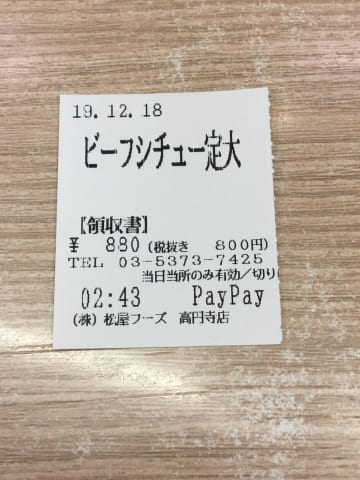 19.12.18
ビーフシチュー定大
【領収書】
¥ 880(税抜き 800円)
TEL 03-5373-7425
当日当所のみ有効／切り
02:43 PayPay
(株) 松屋フーズ 高円寺店